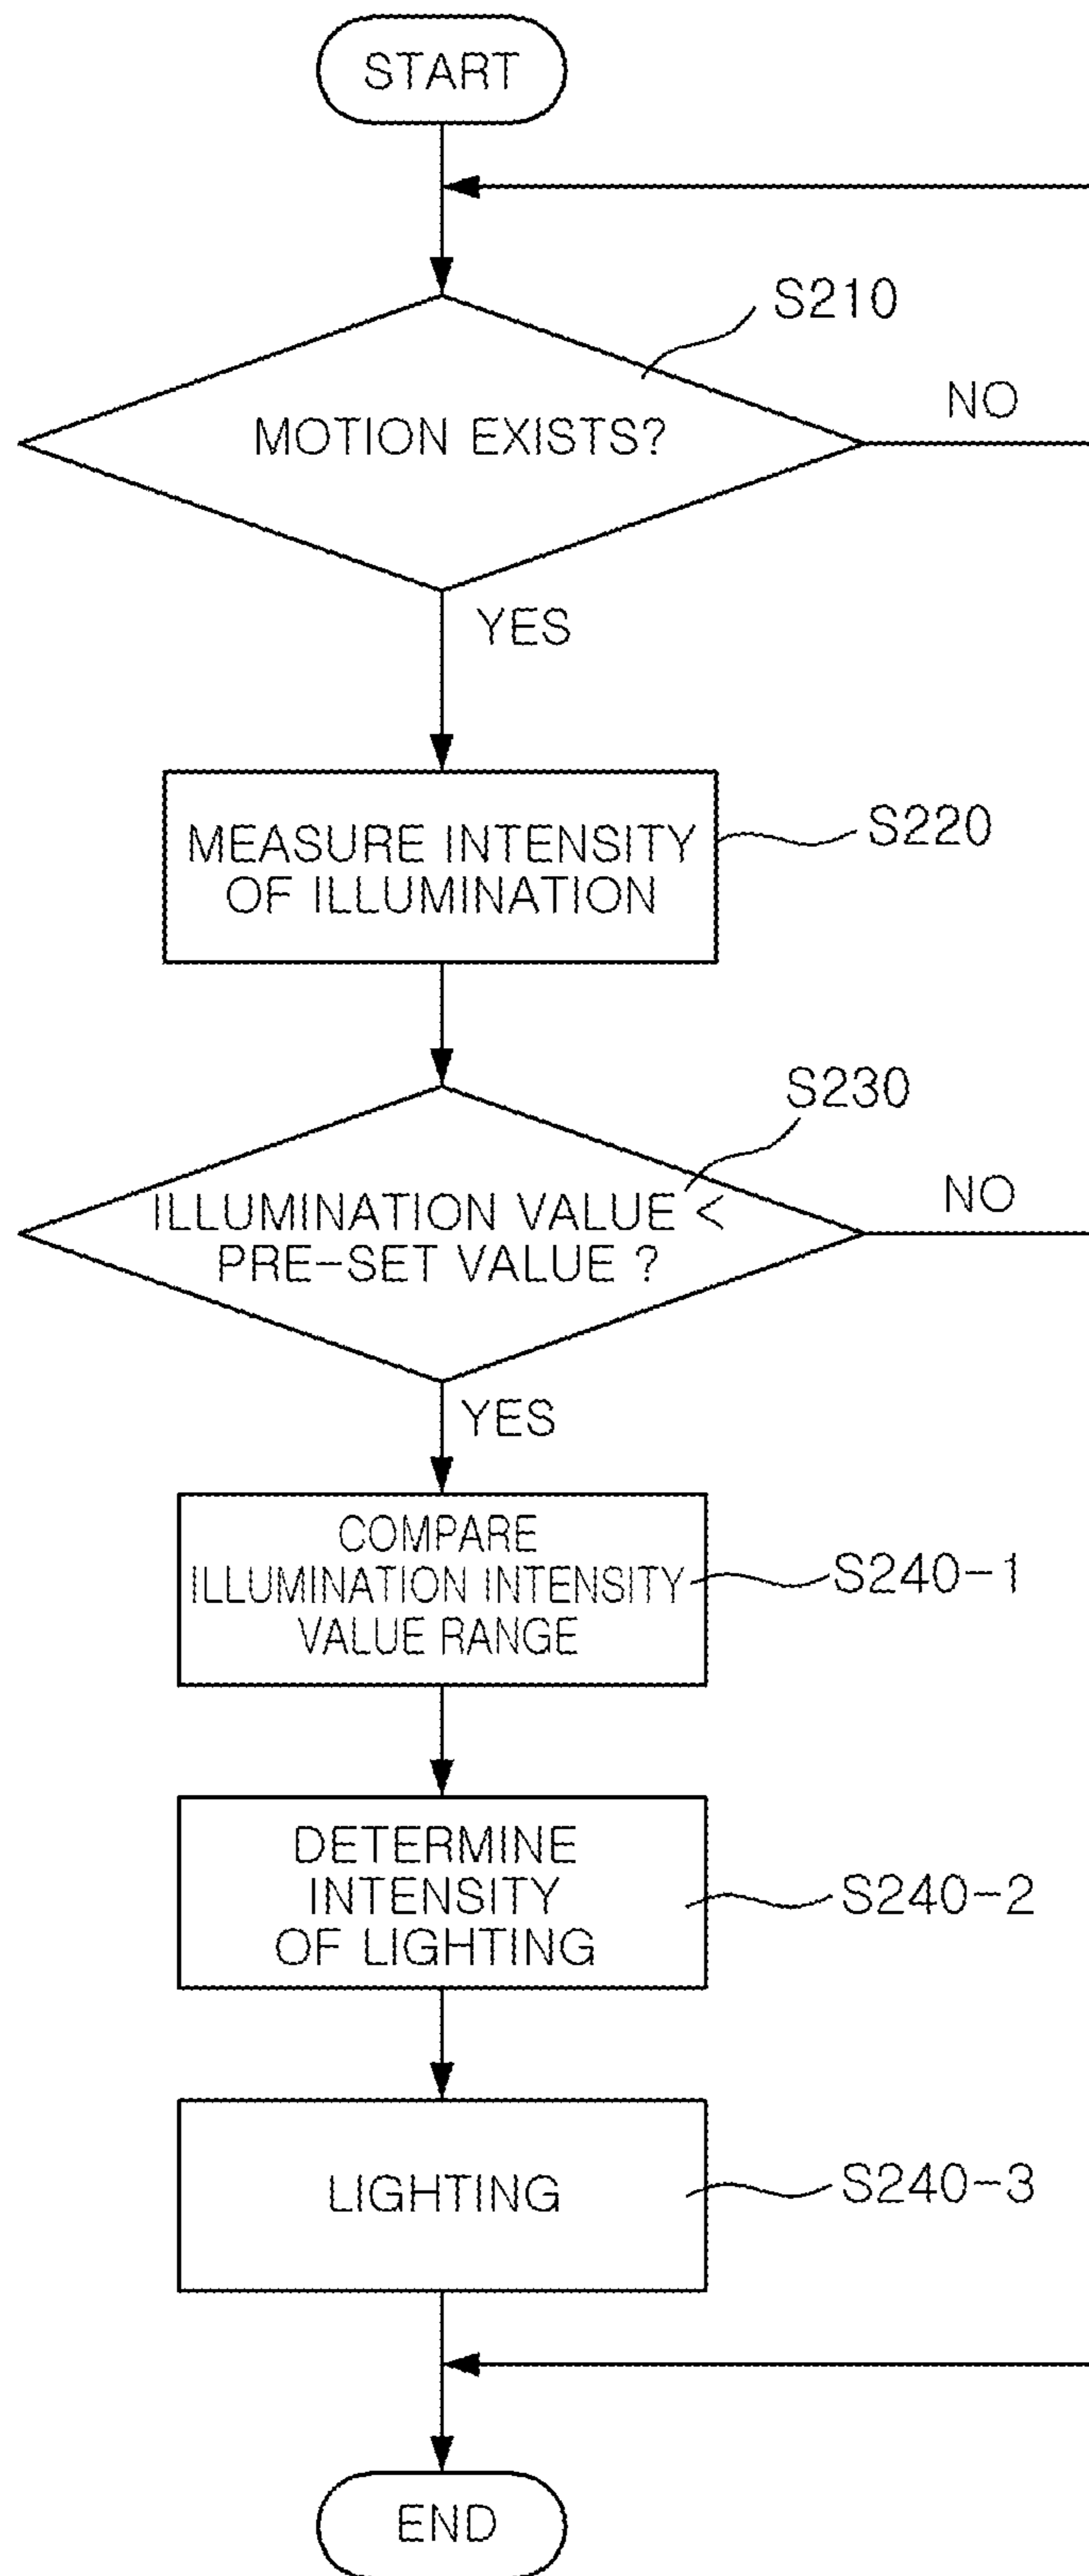 START
S210
MOTION EXISTS?
NO
YES
MEASURE INTENSITY
OF ILLUMINATION
S220
S230
ILLUMINATION VALUE <
PRE-SET VALUE ?
NO
YES
COMPARE
ILLUMINATION INTENSITY
VALUE RANGE
S240-1
DETERMINE
INTENSITY
OF LIGHTING
S240-2
LIGHTING
S240-3
END